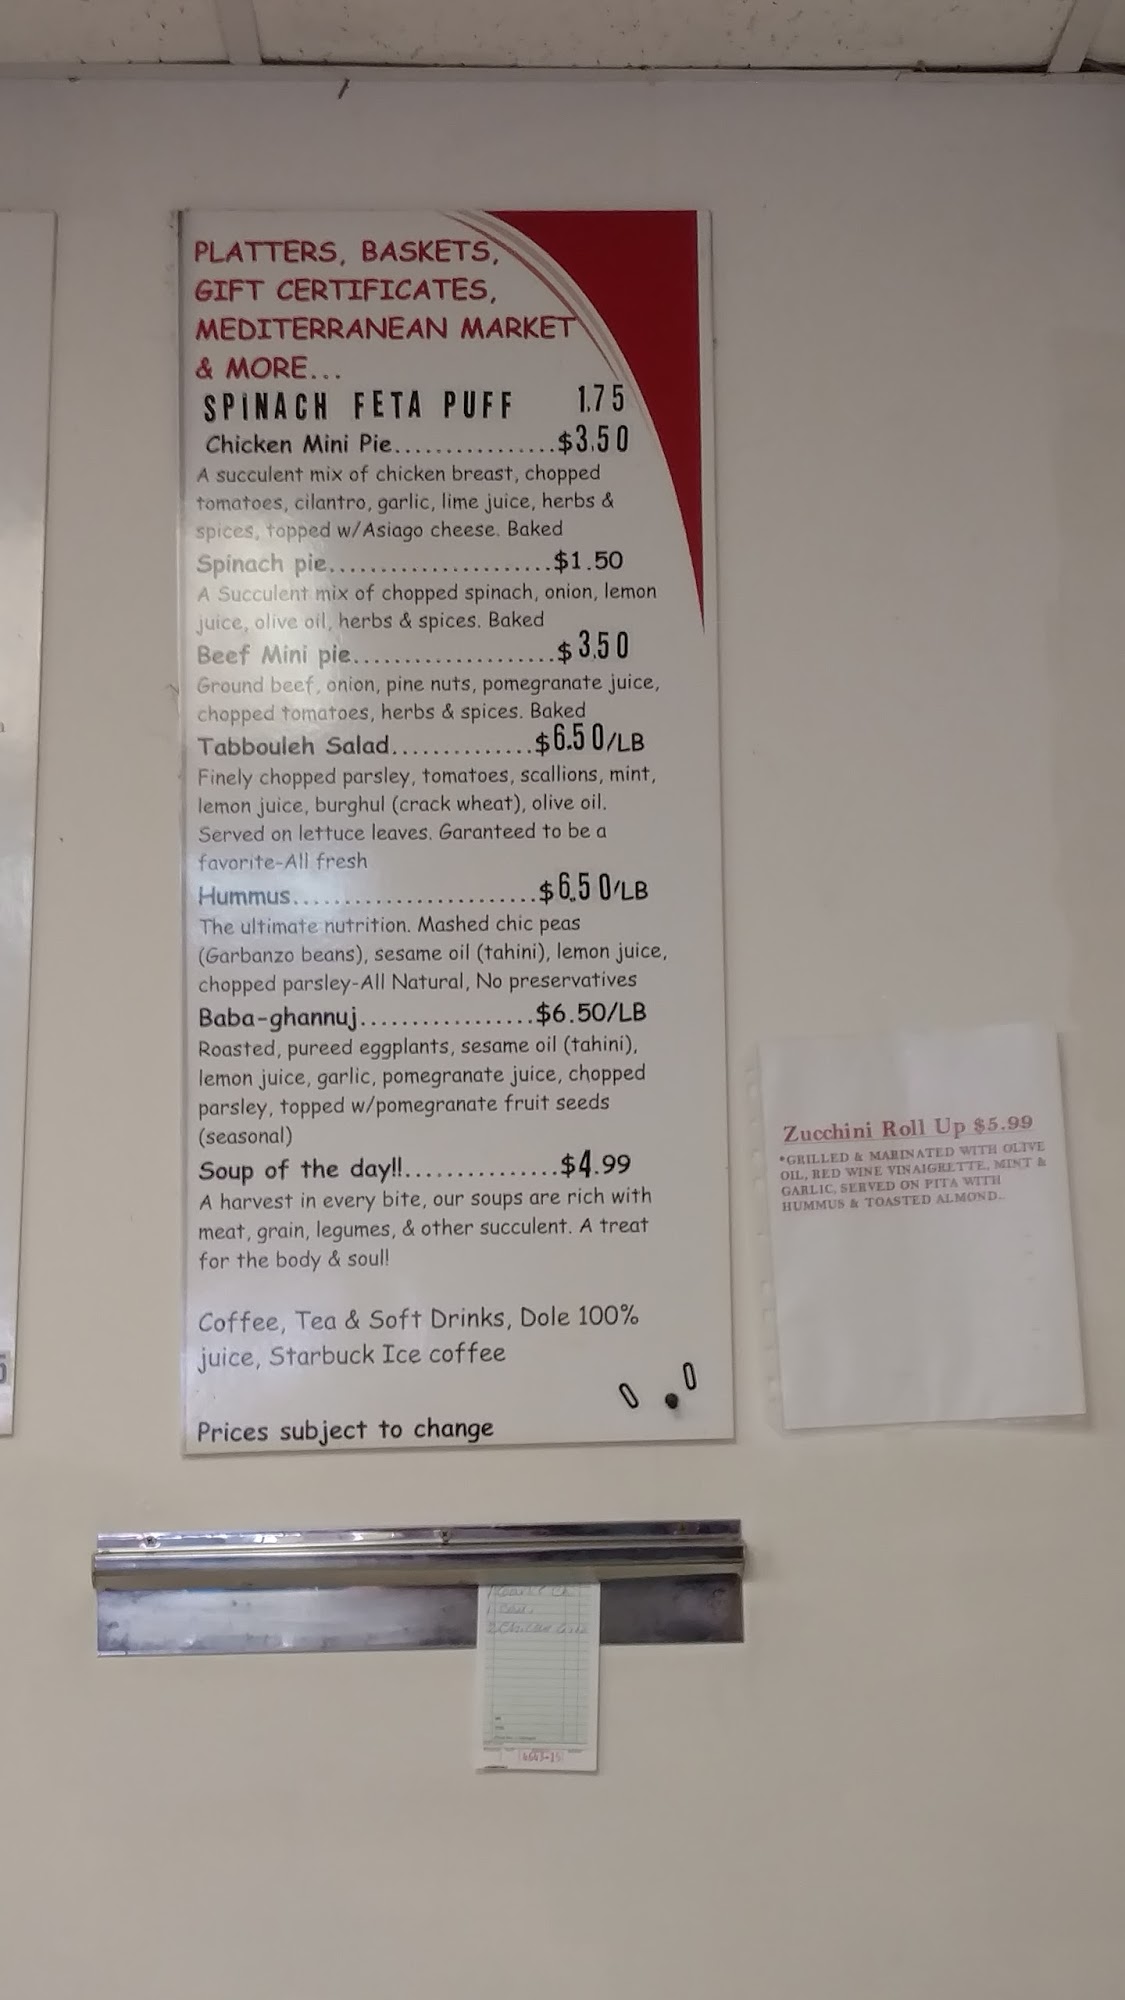 PLATTERS, BASKETS,
GIFT CERTIFICATES,
MEDITERRANEAN MARKET
& MORE...
SPINACH FETA PUFF 1.75
Chicken Mini Pie................$3.50
A succulent mix of chicken breast, chopped
tomatoes, cilantro, garlic, lime juice, herbs &
spices, topped w/Asiago cheese. Baked
Spinach pie......................$1.50
A Succulent mix of chopped spinach, onion, lemon
juice, olive oil, herbs & spices. Baked
Beef Mini pie....................$ 3.50
Ground beef, onion, pine nuts, pomegranate juice,
chopped tomatoes, herbs & spices. Baked
Tabbouleh Salad..............$6.50/LB
Finely chopped parsley, tomatoes, scallions, mint,
lemon juice, burghul (crack wheat), olive oil.
Served on lettuce leaves. Garanteed to be a
favorite-All fresh
Hummus........................$6.50/LB
The ultimate nutrition. Mashed chic peas
(Garbanzo beans), sesame oil (tahini), lemon juice,
chopped parsley-All Natural, No preservatives
Baba-ghannuj.................$6.50/LB
Roasted, pureed eggplants, sesame oil (tahini),
lemon juice, garlic, pomegranate juice, chopped
parsley, topped w/pomegranate fruit seeds
(seasonal)
Soup of the day!!...............$4.99
A harvest in every bite, our soups are rich with
meat, grain, legumes, & other succulent. A treat
for the body & soul!
Coffee, Tea & Soft Drinks, Dole 100%
juice, Starbuck Ice coffee
0 . 0
Prices subject to change
Zucchini Roll Up $5.99
*GRILLED & MARINATED WITH OLIVE
OIL, RED WINE VINAIGRETTE, MINT &
GARLIC, SERVED ON PITA WITH
HUMMUS & TOASTED ALMOND..
4643-15